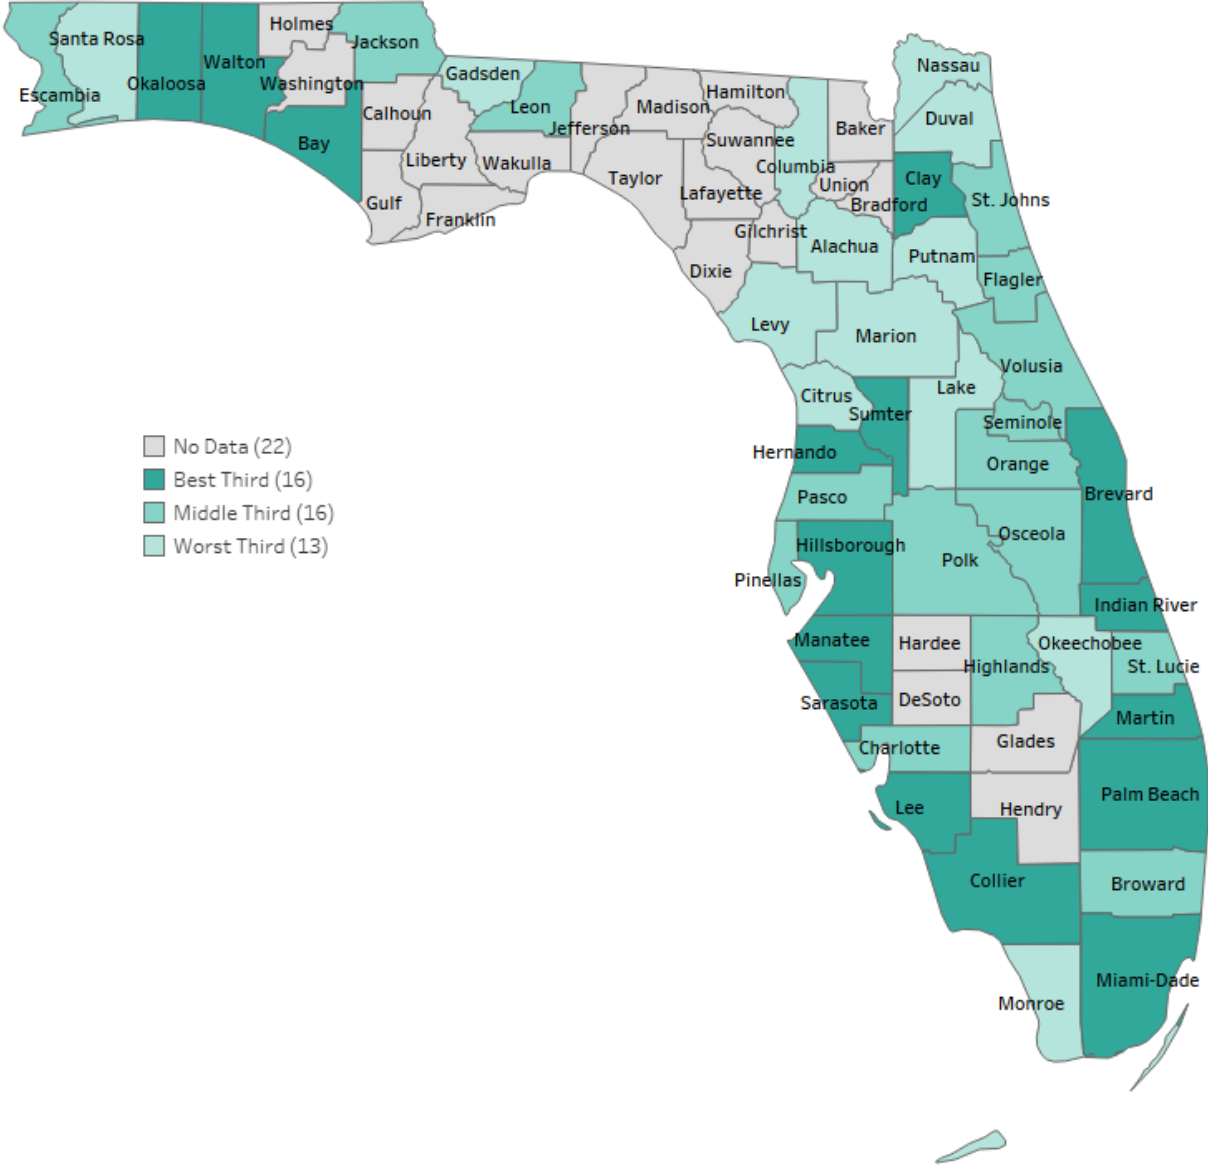 Holmes
Santa Rosa
Jackson
Walton
Nassau
Gadsden
Okaloosa
Washington
Escambia
Hamilton
Leon
Madison
Calhoun
Duval
Jefferson
Baker
Bay
Suwannee
Liberty
Wakulla
Columbia
Taylor
Clay
Union
Lafayette
St. Johns
Gulf
Bradford
Franklin
Gilchrist
Alachua
Putnam
Dixie
Flagler
Levy
Marion
Volusia
Lake
Citrus
Sumter
Seminole
No Data (22)
Hernando
Orange
Best Third (16)
Brevard
Pasco
Middle Third (16)
Osceola
Worst Third (13)
Hillsborough
Polk
Pinellas
Indian River
Manatee
Hardee
Okeechobee
Highlands
St. Lucie
Sarasota
DeSoto
Martin
Charlotte
Glades
Palm Beach
Lee
Hendry
Collier
Broward
Miami-Dade
Monroe